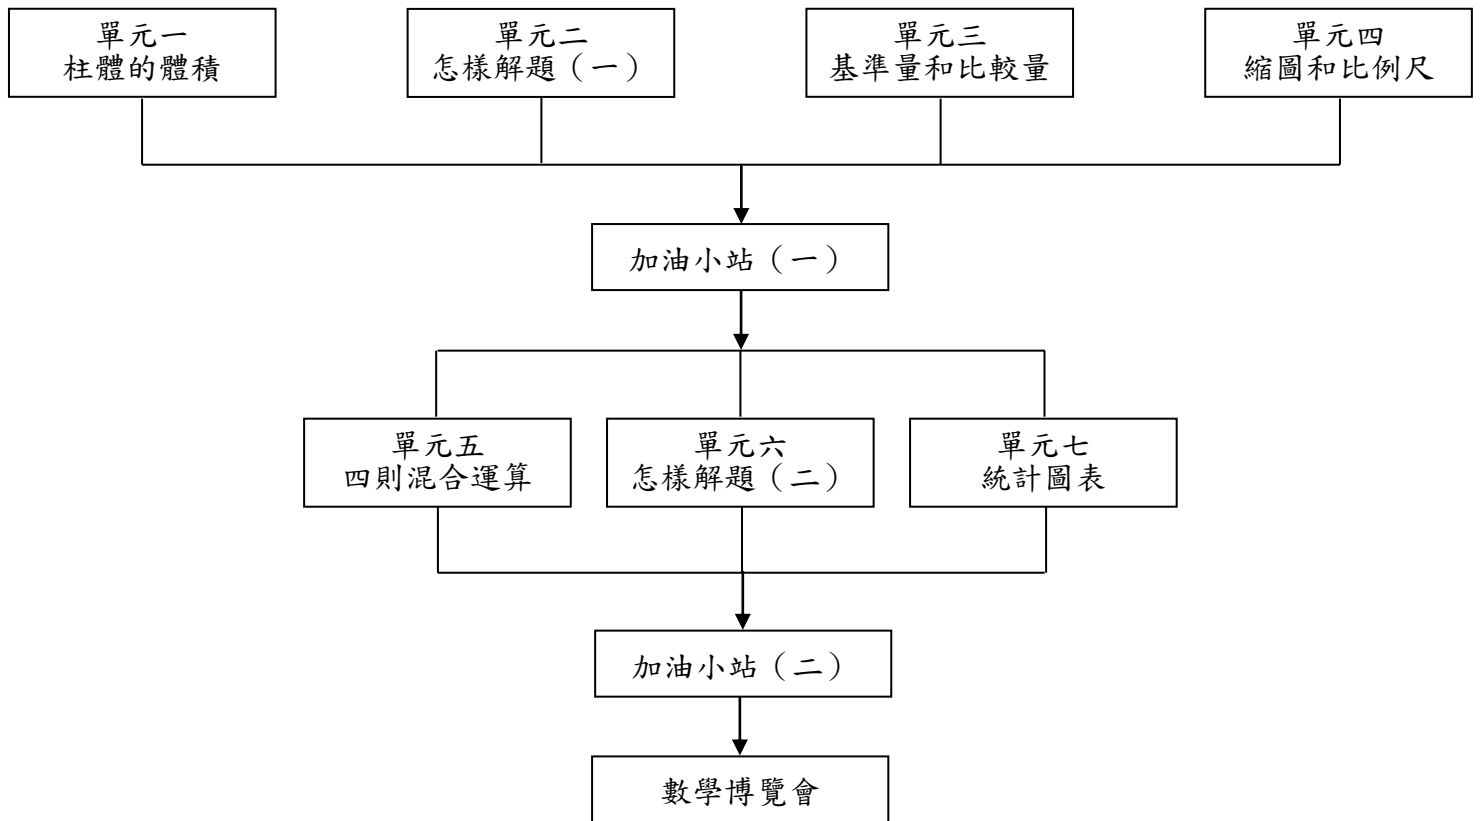 單元一
柱體的體積
單元二
怎樣解題（一）
單元三
基準量和比較量
單元四
縮圖和比例尺
加油小站（一）
單元五
四則混合運算
單元六
怎樣解題（二）
單元七
統計圖表
加油小站（二）
數學博覽會